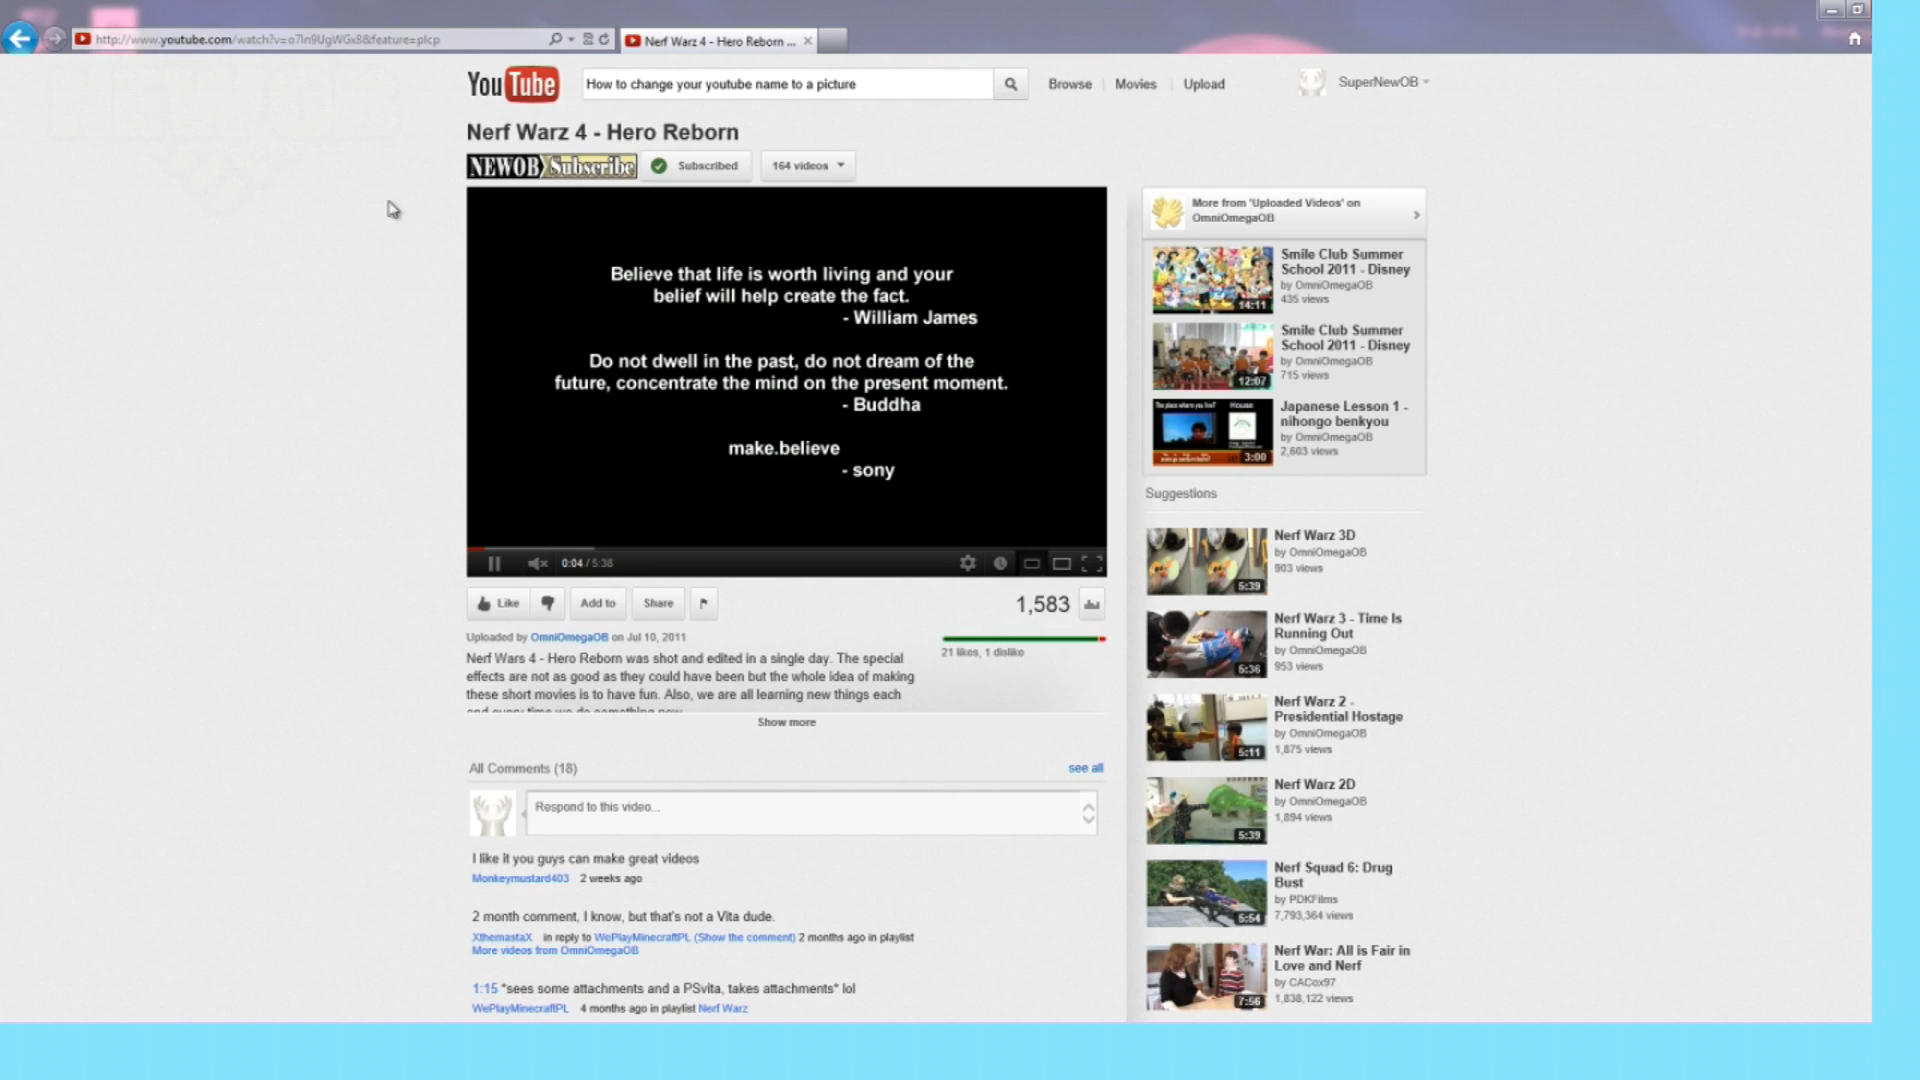 http://www.youtube.com/watch?v=o7ln9UgWGx8&feature=plcp
Nerf Warz 4 - Hero Reborn ...
YouTube
How to change your youtube name to a picture
Browse
Movies
Upload
SuperNewOB
Nerf Warz 4 - Hero Reborn
NEWOB Subscribe
Subscribed
164 videos
Believe that life is worth living and your
belief will help create the fact.
- William James
Do not dwell in the past, do not dream of the
future, concentrate the mind on the present moment.
- Buddha
make.believe
- sony
0:04 / 5:38
Like
Add to
Share
1,583
Uploaded by OmniOmegaOB on Jul 10, 2011
21 likes, 1 dislike
Nerf Wars 4 - Hero Reborn was shot and edited in a single day. The special
effects are not as good as they could have been but the whole idea of making
these short movies is to have fun. Also, we are all learning new things each
and every time we do something new.
Show more
All Comments (18)
see all
Respond to this video...
I like it you guys can make great videos
Monkeymustard403 2 weeks ago
2 month comment, I know, but that's not a Vita dude.
XthemastaX in reply to WePlayMinecraftPL (Show the comment) 2 months ago in playlist
More videos from OmniOmegaOB
1:15 *sees some attachments and a PSvita, takes attachments* lol
WePlayMinecraftPL 4 months ago in playlist Nerf Warz
More from 'Uploaded Videos' on
OmniOmegaOB
14:11
Smile Club Summer
School 2011 - Disney
by OmniOmegaOB
435 views
12:07
Smile Club Summer
School 2011 - Disney
by OmniOmegaOB
715 views
The place where you live?
House
3:00
Japanese Lesson 1 -
nihongo benkyou
by OmniOmegaOB
2,603 views
Suggestions
5:39
Nerf Warz 3D
by OmniOmegaOB
903 views
5:36
Nerf Warz 3 - Time Is
Running Out
by OmniOmegaOB
953 views
5:11
Nerf Warz 2 -
Presidential Hostage
by OmniOmegaOB
1,875 views
5:39
Nerf Warz 2D
by OmniOmegaOB
1,894 views
5:54
Nerf Squad 6: Drug
Bust
by PDKFilms
7,793,364 views
7:56
Nerf War: All is Fair in
Love and Nerf
by CACox97
1,838,122 views